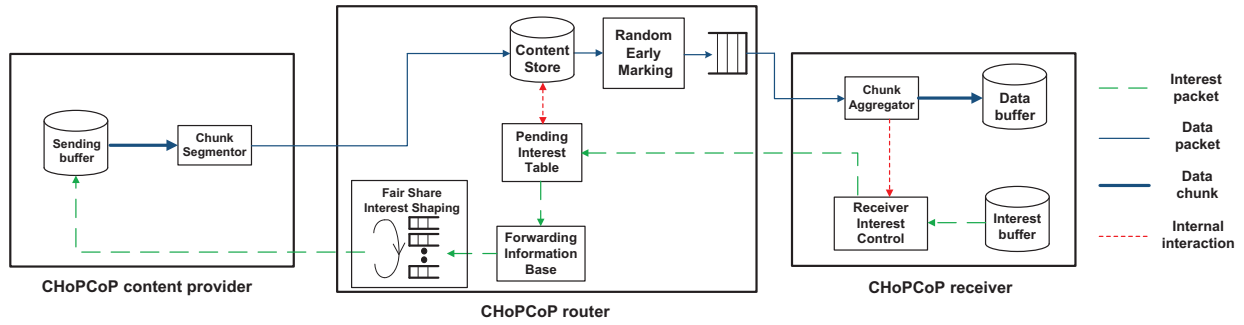 Sending
buffer
Chunk
Segmentor
CHoPCoP content provider
Content
Store
Random
Early
Marking
Pending
Interest
Table
Fair Share
Interest Shaping
Forwarding
Information
Base
CHoPCoP router
Chunk
Aggregator
Data
buffer
Receiver
Interest
Control
Interest
buffer
CHoPCoP receiver
Interest
packet
Data
packet
Data
chunk
Internal
interaction